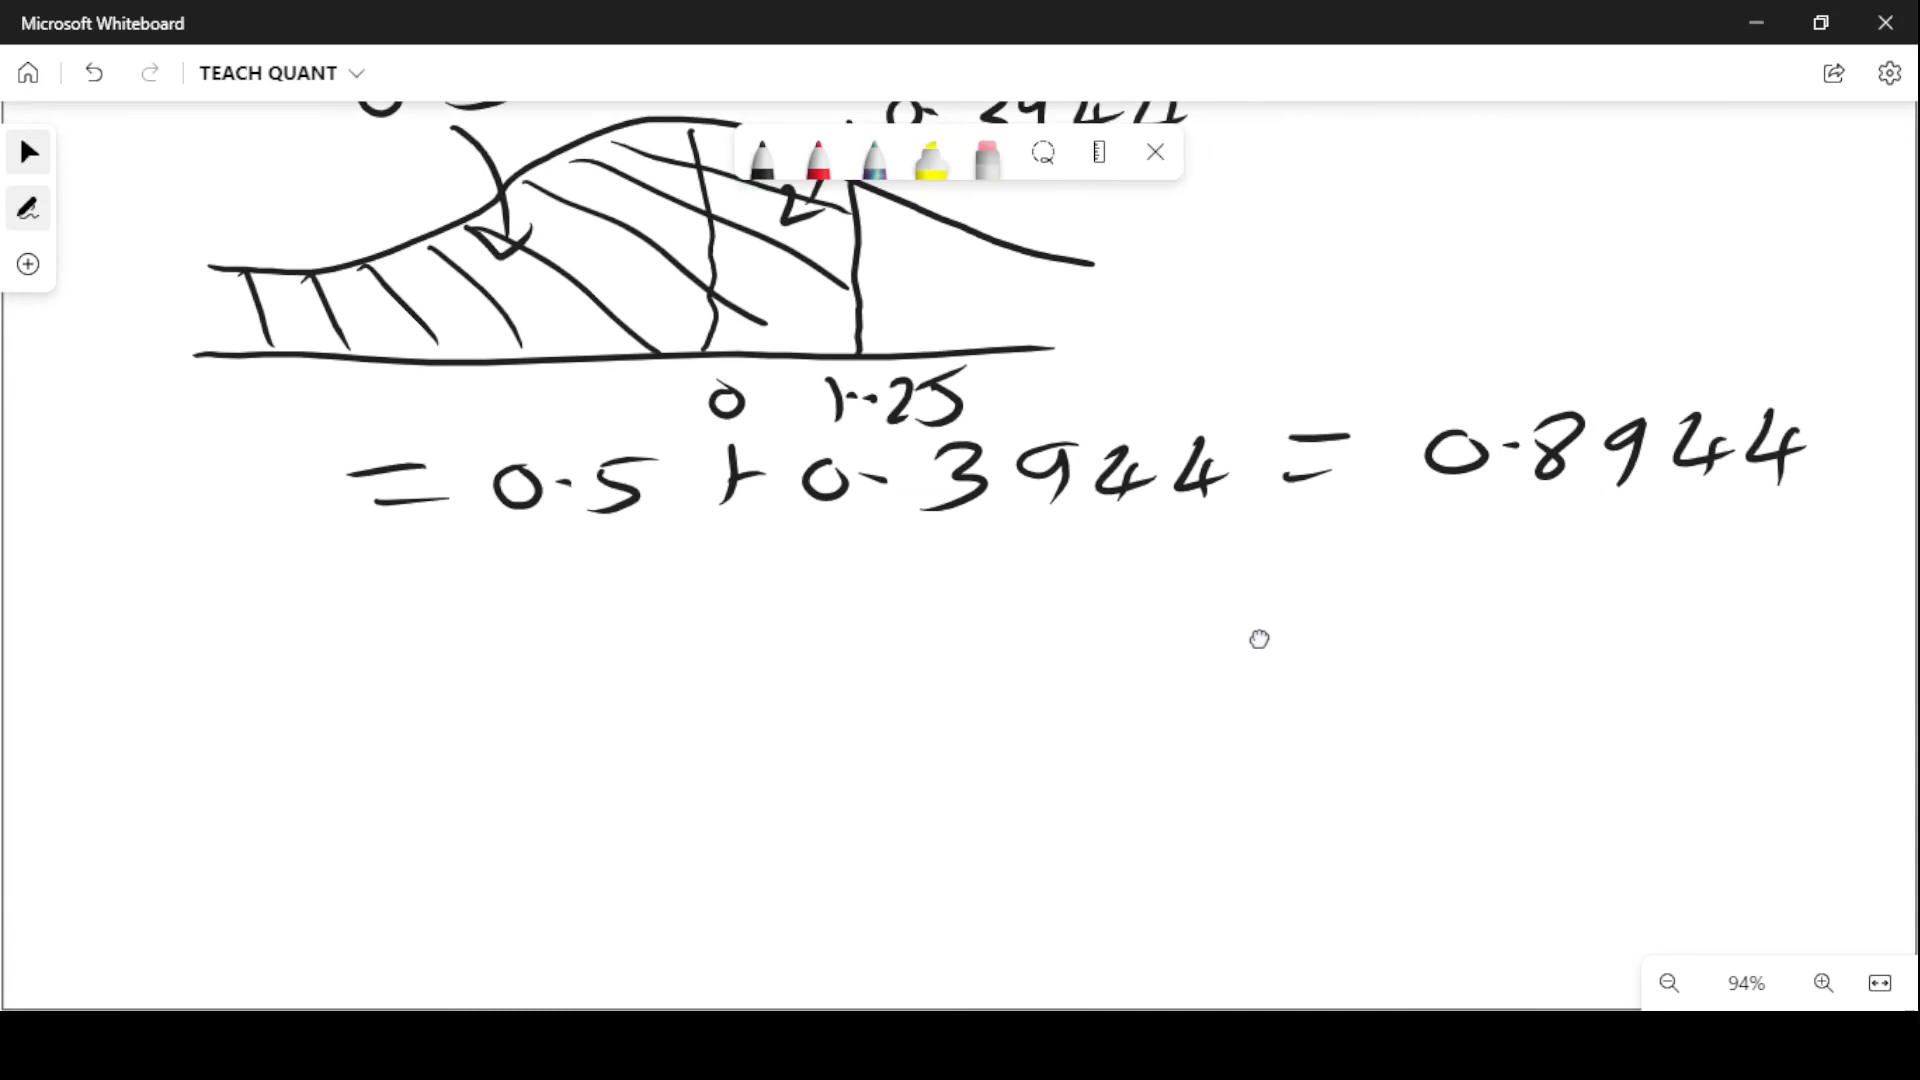 Microsoft Whiteboard
TEACH QUANT
0 1.25
= 0.5 + 0.3944 = 0.8944
94%